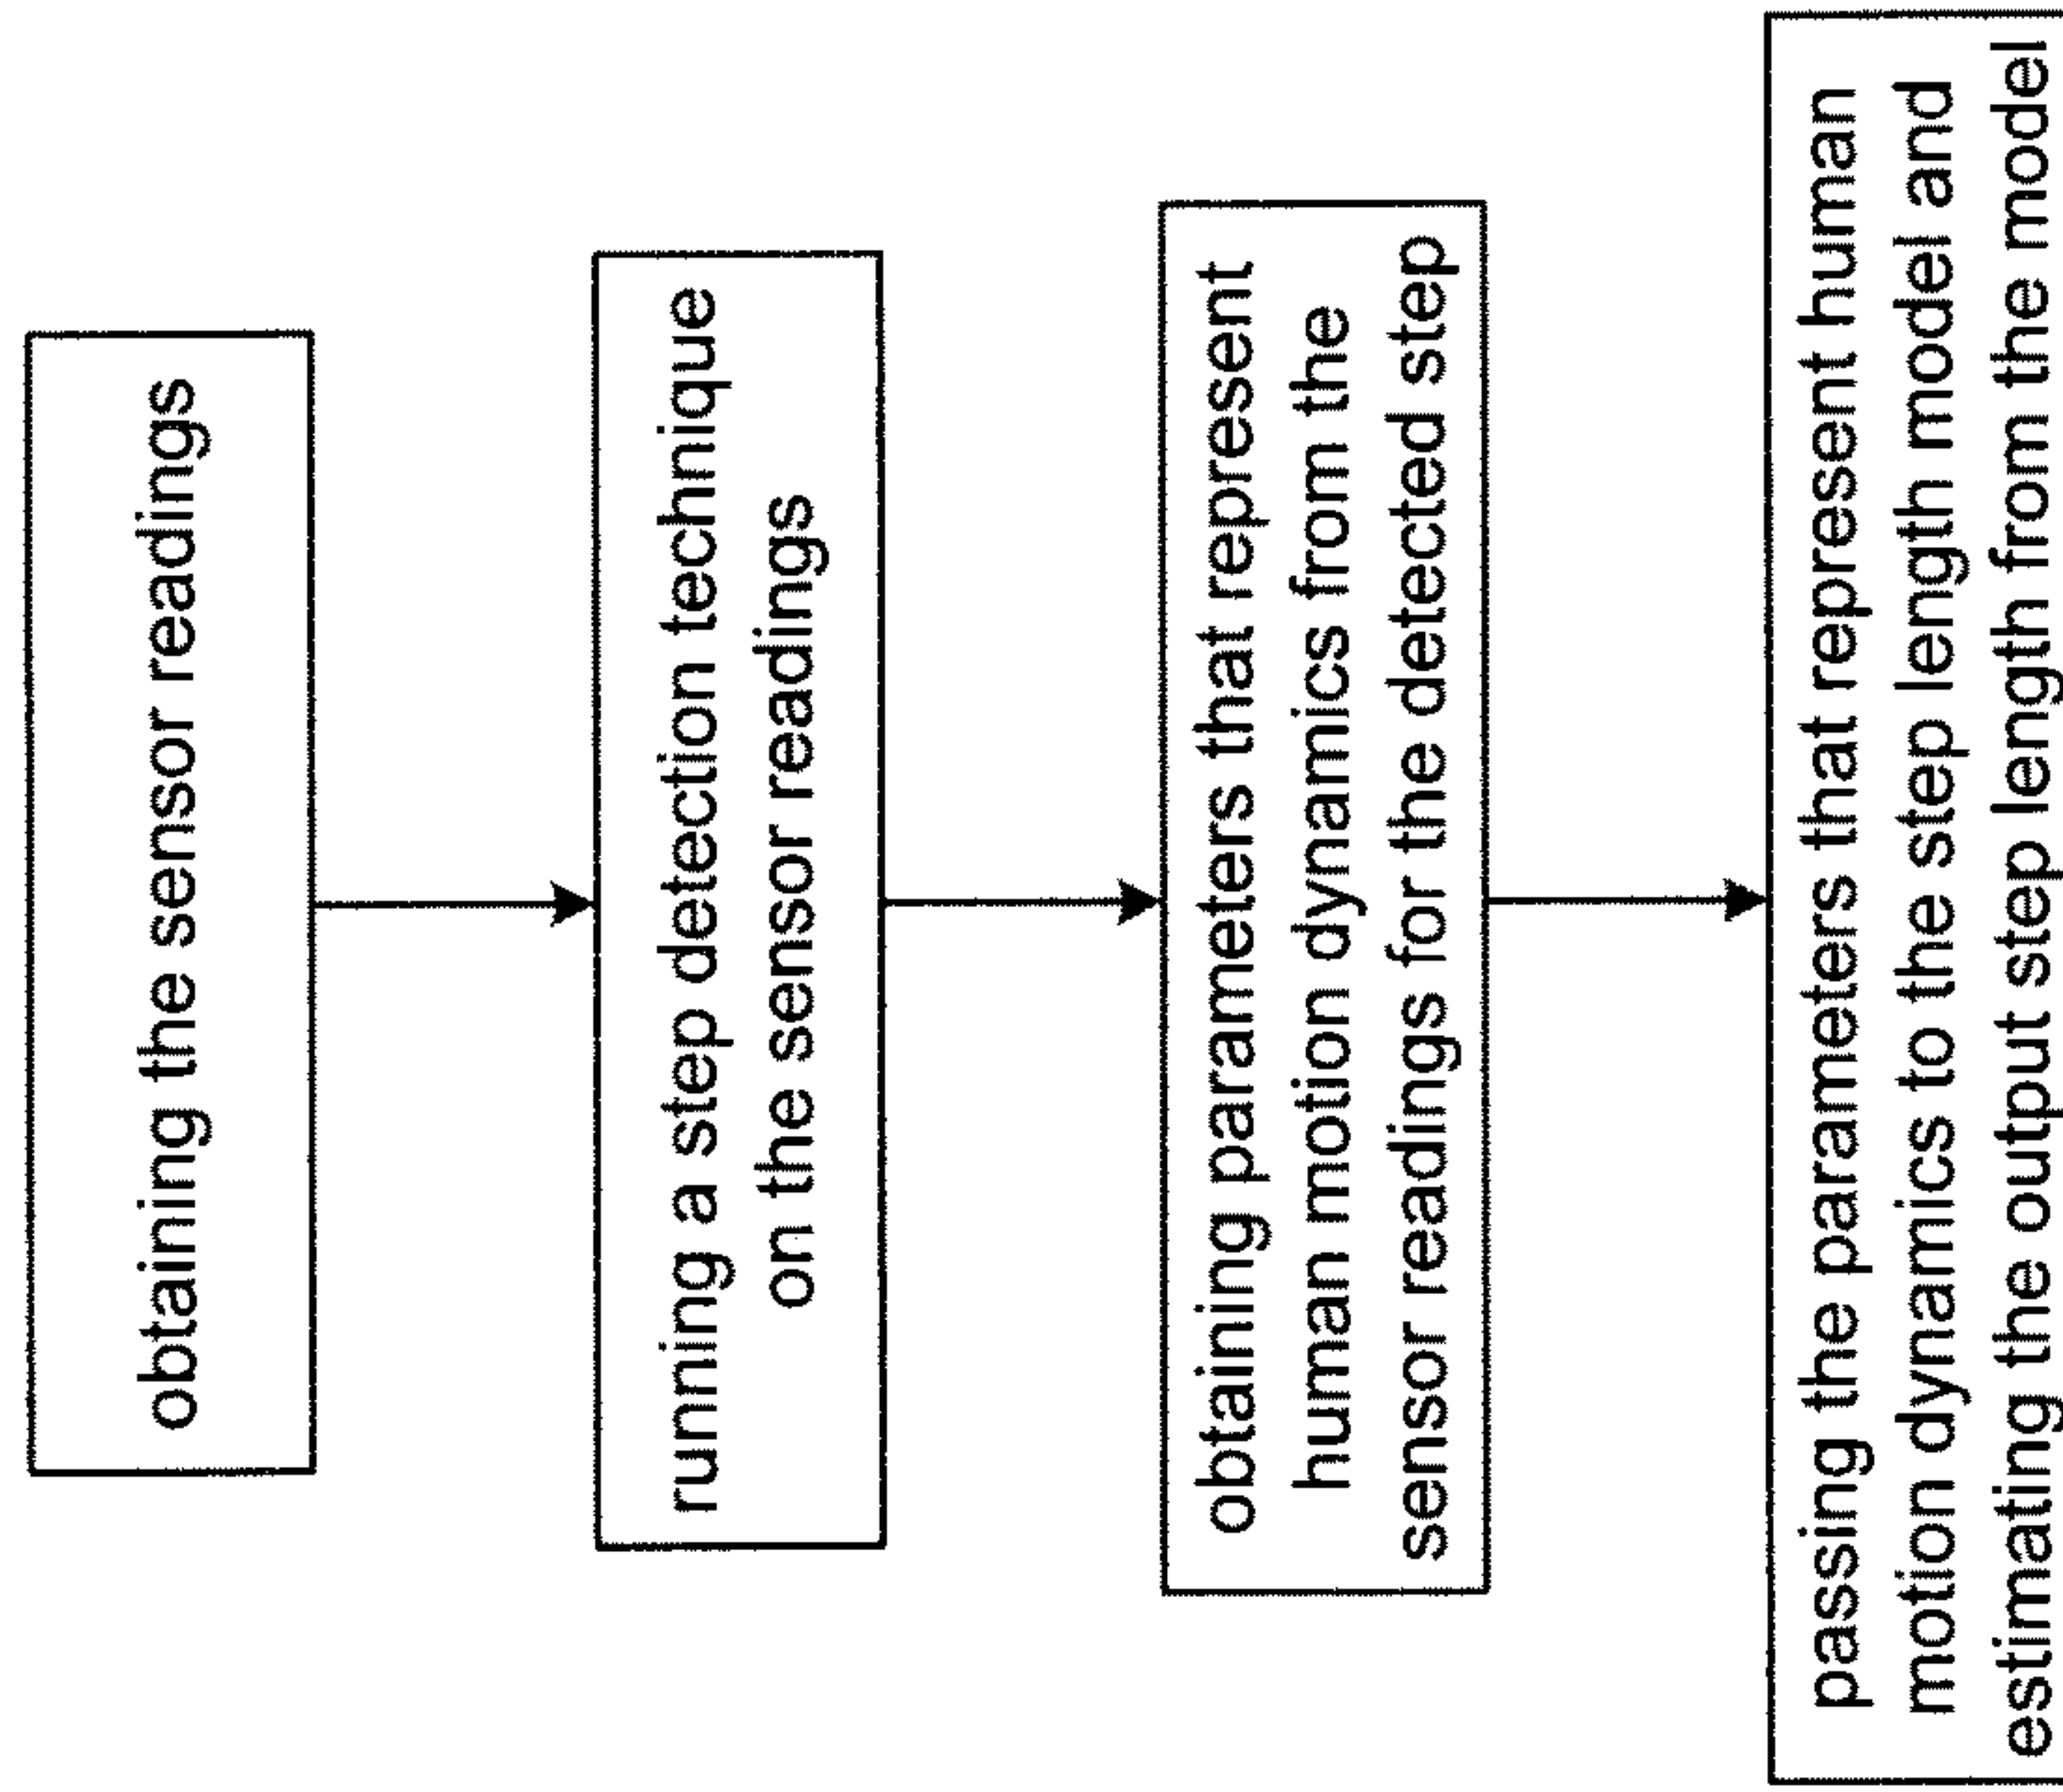 obtaining the sensor readings
running a step detection technique
on the sensor readings
obtaining parameters that represent
human motion dynamics from the
sensor readings for the detected step
passing the parameters that represent human
motion dynamics to the step length model and
estimating the output step length from the model